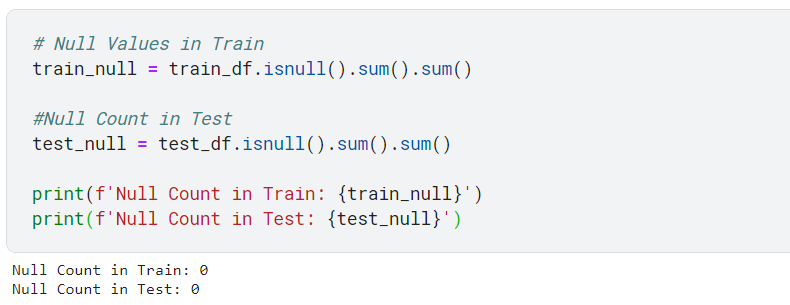 # Null Values in Train
train_null = train_df.isnull().sum().sum()
#Null Count in Test
test_null = test_df.isnull().sum().sum()
print(f'Null Count in Train: {train_null}')
print(f'Null Count in Test: {test_null}')
Null Count in Train: 0
Null Count in Test: 0